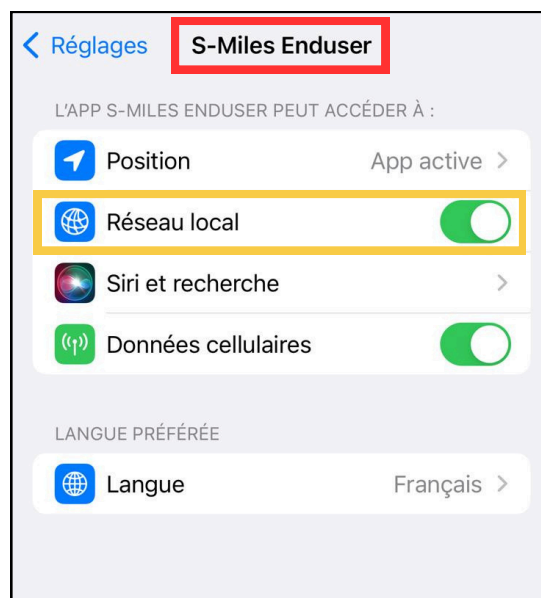 Réglages S-Miles Enduser
L'APP S-MILES ENDUSER PEUT ACCÉDER À :
Position App active
Réseau local
Siri et recherche
Données cellulaires
LANGUE PRÉFÉRÉE
Langue Français